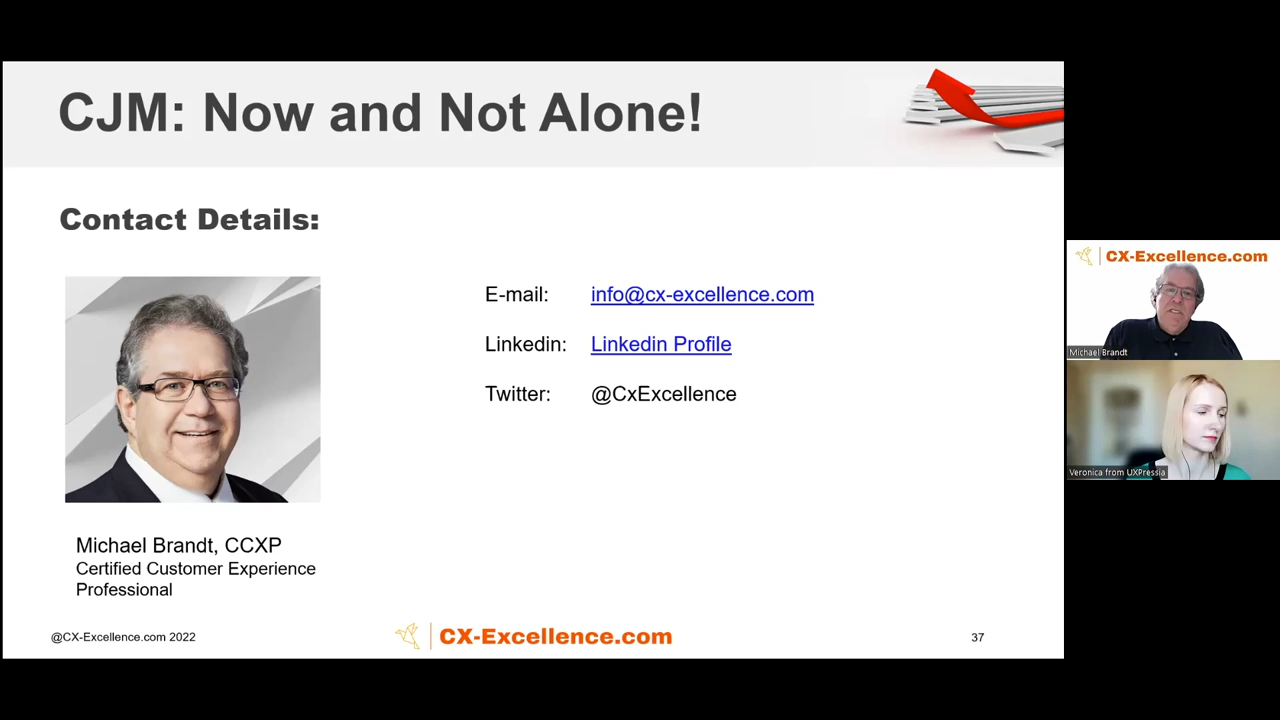 CJM: Now and Not Alone!
Contact Details:
E-mail: info@cx-excellence.com
Linkedin: Linkedin Profile
Twitter: @CxExcellence
Michael Brandt, CCXP
Certified Customer Experience
Professional
@CX-Excellence.com 2022
CX-Excellence.com
37
CX-Excellence.com
Michael Brandt
Veronica from UXPressia